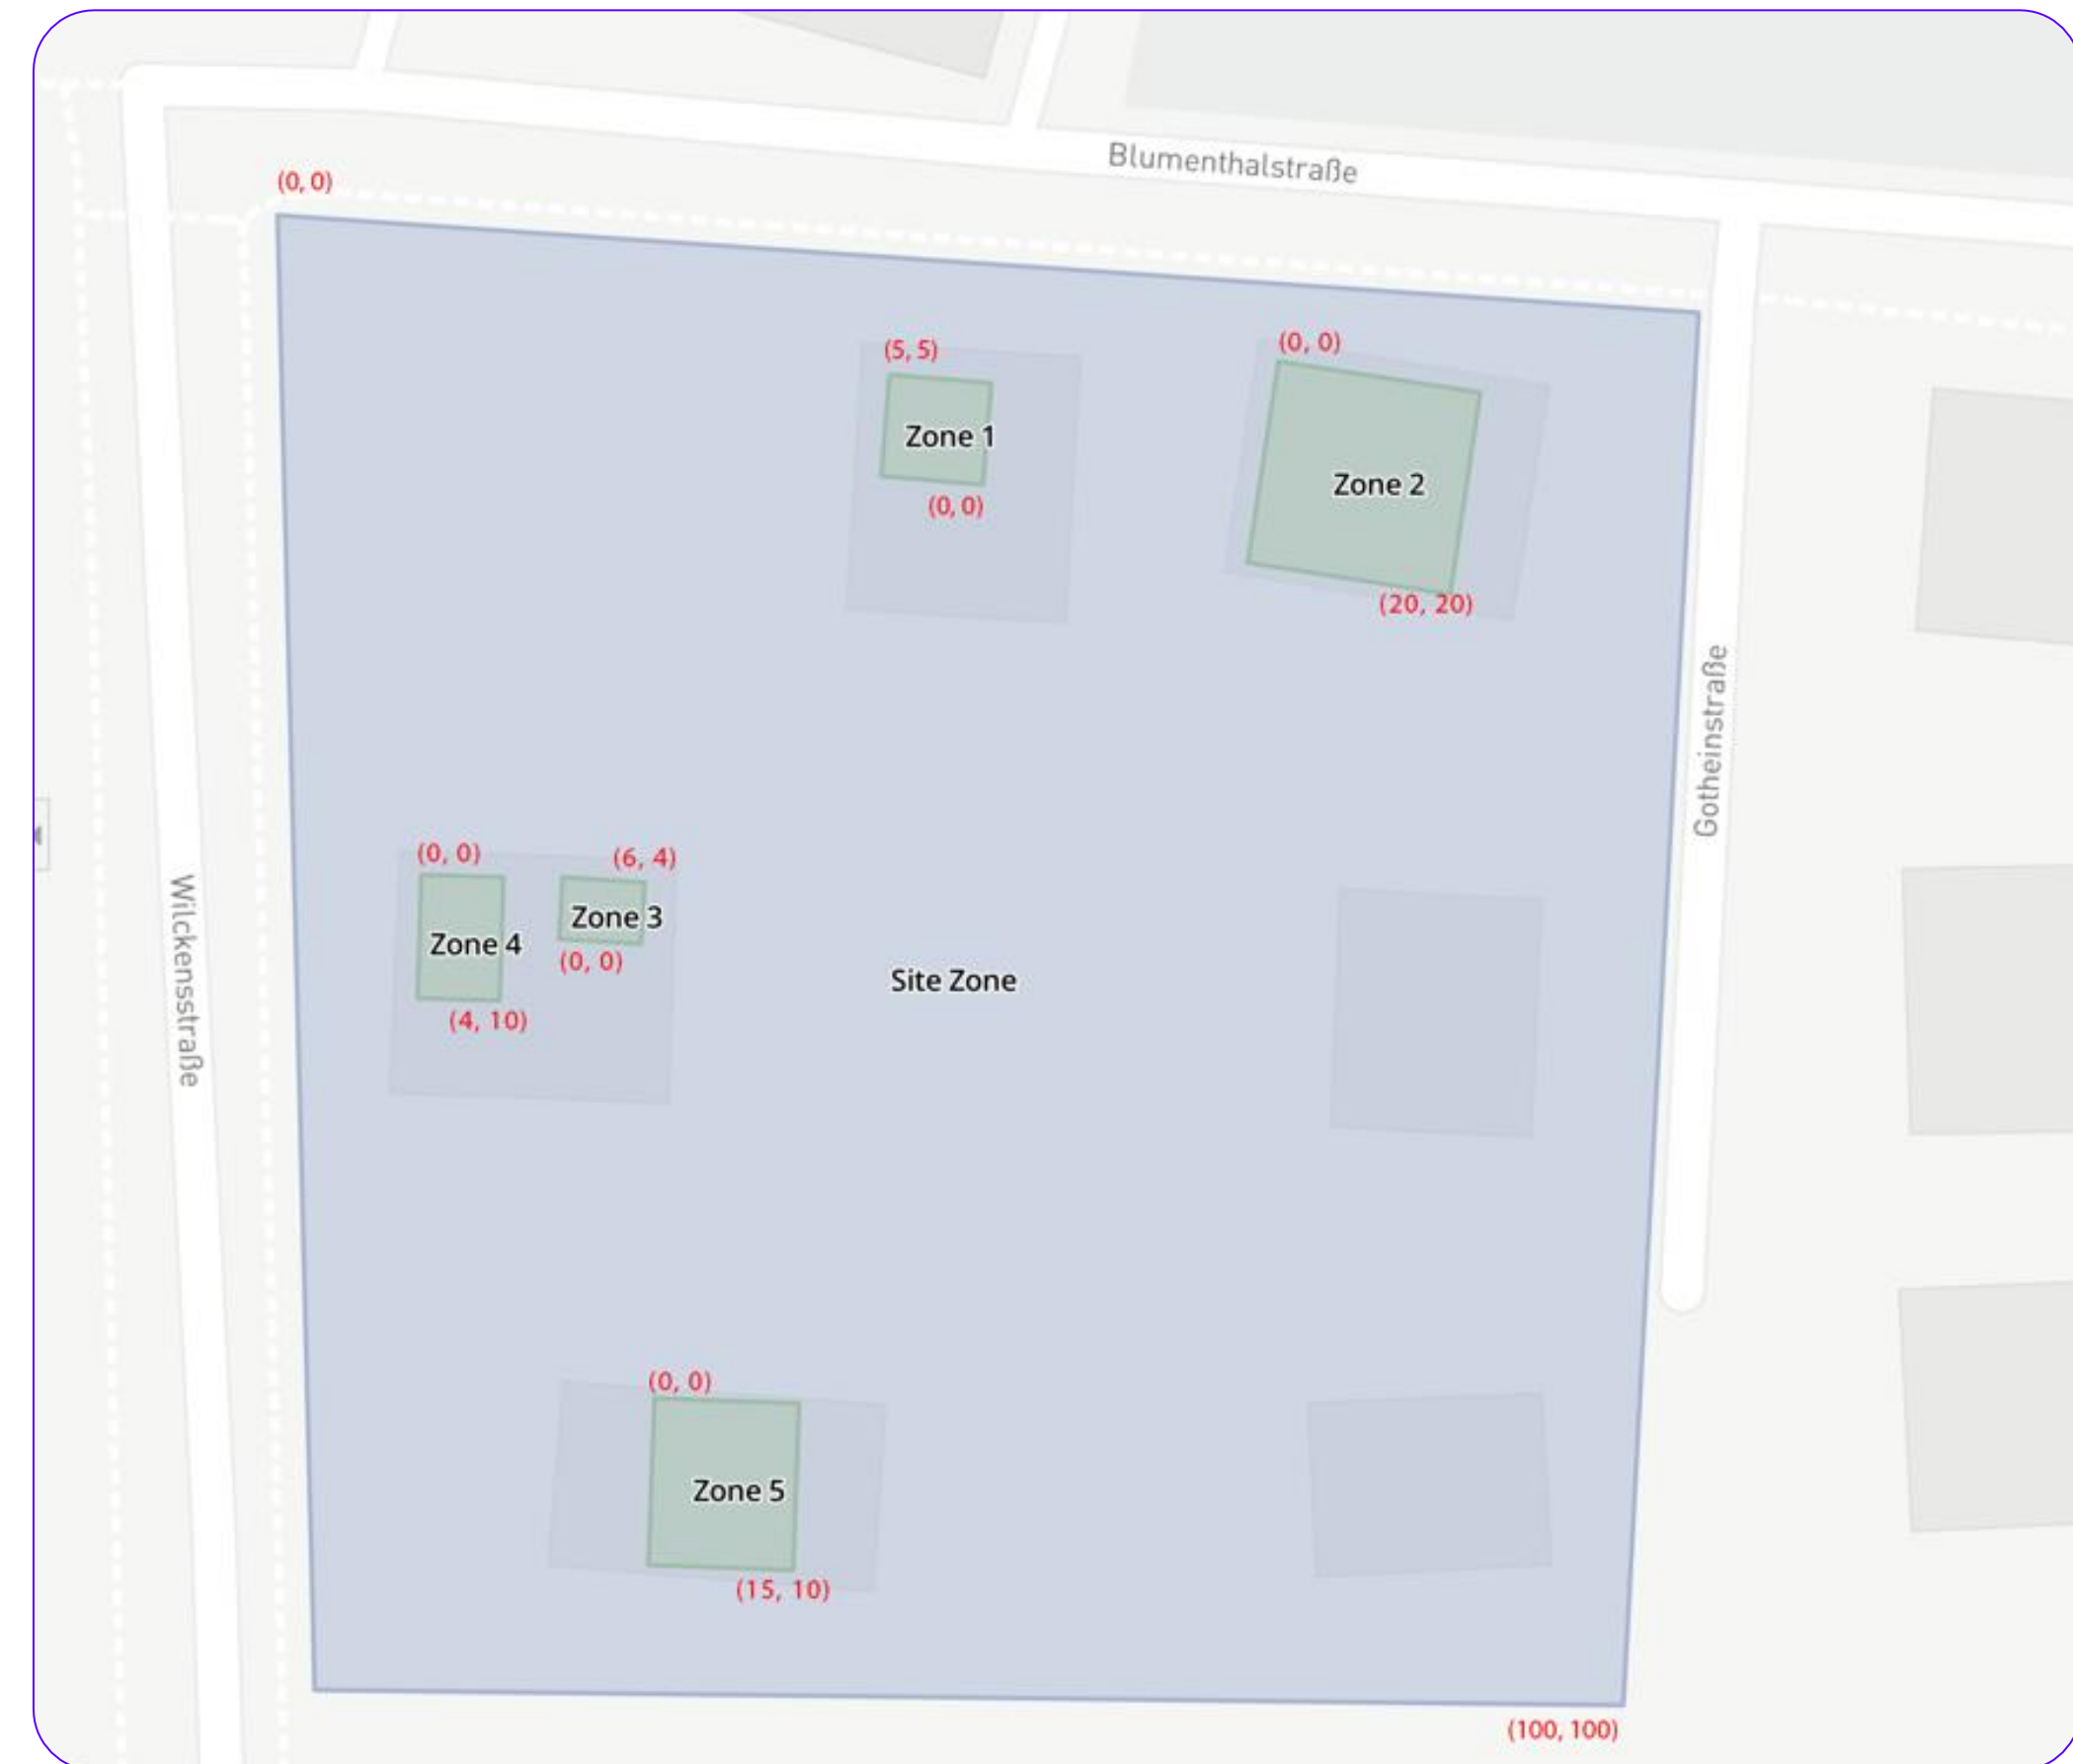 Blumenthalstraße
(0, 0)
(5, 5)
(0, 0)
Zone 1
Zone 2
(0, 0)
(20, 20)
Gotheinstraße
(0, 0)
(6, 4)
Wilckensstraße
Zone 4
Zone 3
(0, 0)
Site Zone
(4, 10)
(0, 0)
Zone 5
(15, 10)
(100, 100)